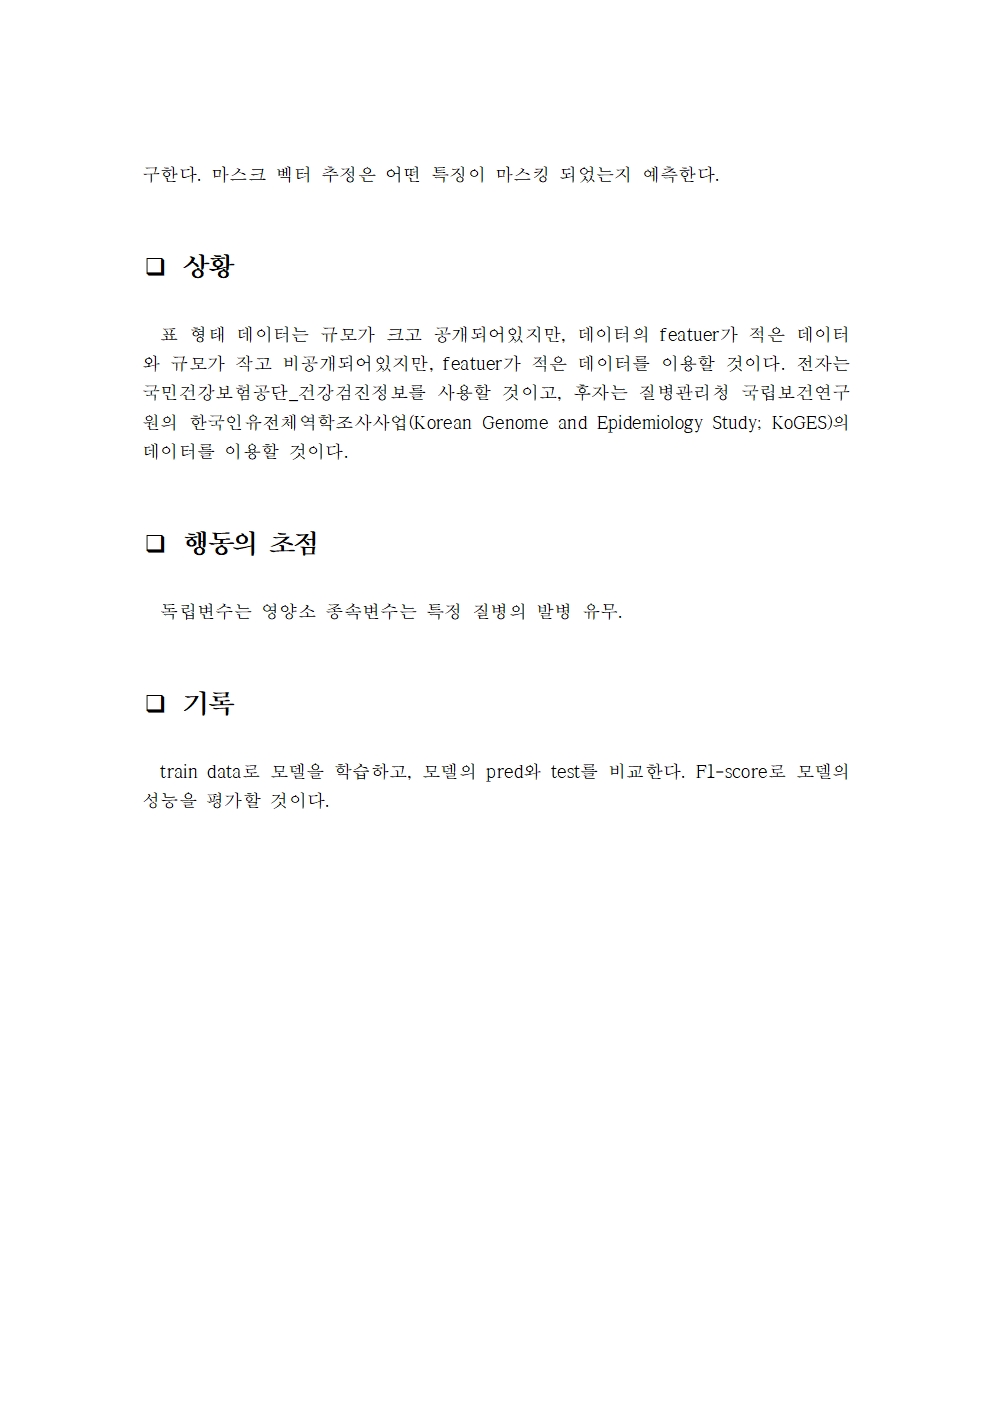 구한다. 마스크 벡터 추정은 어떤 특징이 마스킹 되었는지 예측한다.
❏ 상황
표 형태 데이터는 규모가 크고 공개되어있지만, 데이터의 featuer가 적은 데이터
와 규모가 작고 비공개되어있지만, featuer가 적은 데이터를 이용할 것이다. 전자는
국민건강보험공단_건강검진정보를 사용할 것이고, 후자는 질병관리청 국립보건연구
원의 한국인유전체역학조사사업(Korean Genome and Epidemiology Study; KoGES)의
데이터를 이용할 것이다.
❏ 행동의 초점
독립변수는 영양소 종속변수는 특정 질병의 발병 유무.
❏ 기록
train data로 모델을 학습하고, 모델의 pred와 test를 비교한다. F1-score로 모델의
성능을 평가할 것이다.